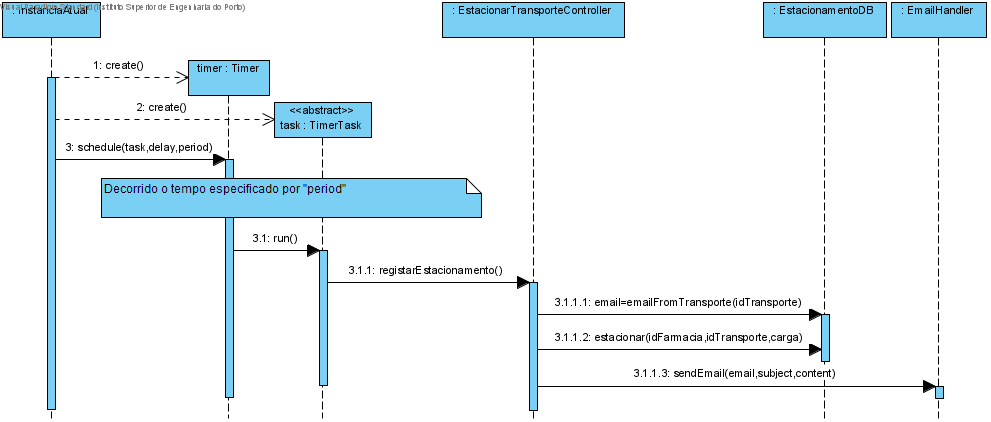 Visual Paradigm Standard (Instituto Superior de Engenharia do Porto)
: InstanciaAtual
: EstacionarTransporteController
: EstacionamentoDB
: EmailHandler
1: create()
timer : Timer
2: create()
<<abstract>>
task : TimerTask
3: schedule(task,delay,period)
Decorrido o tempo especificado por "period"
3.1: run()
3.1.1: registarEstacionamento()
3.1.1.1: email=emailFromTransporte(idTransporte)
3.1.1.2: estacionar(idFarmacia,idTransporte,carga)
3.1.1.3: sendEmail(email,subject,content)